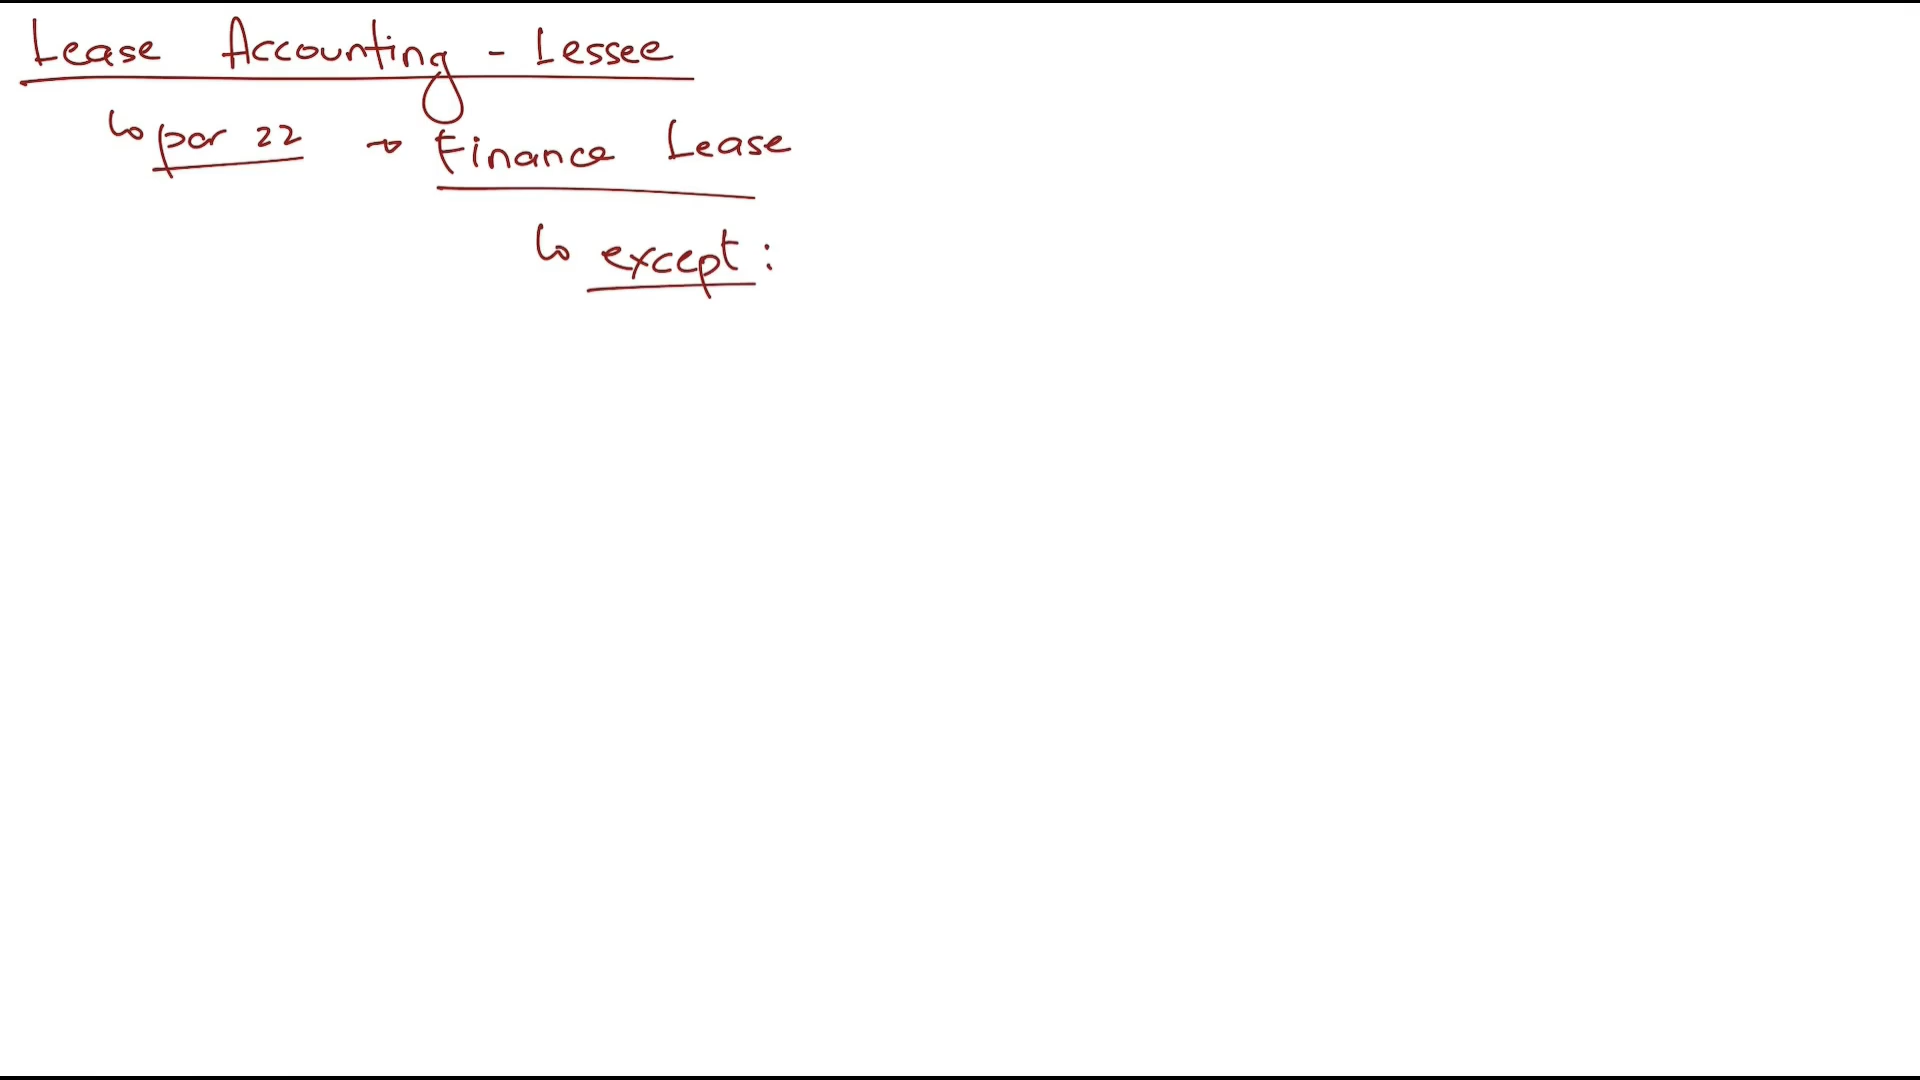 Lease Accounting - Lessee
↳ par 22 → Finance Lease
↳ except :